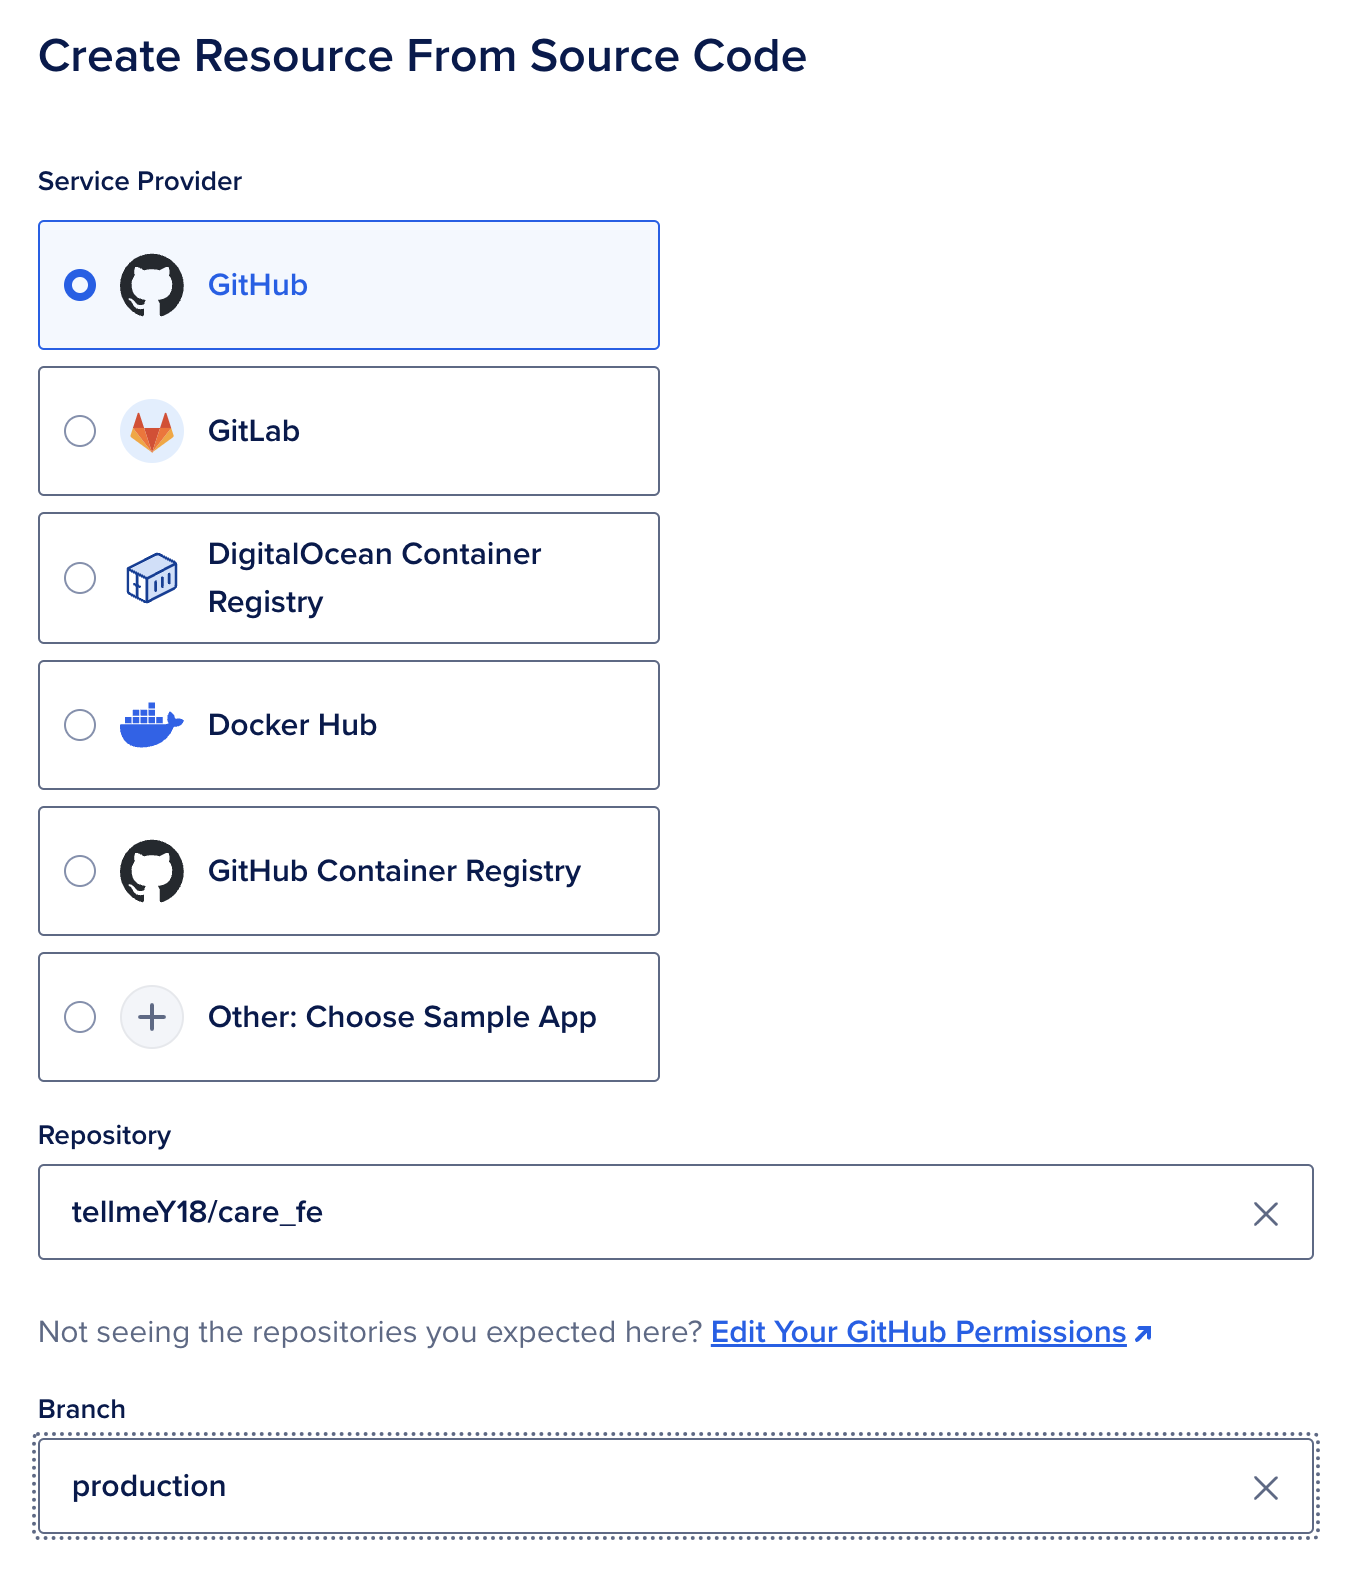 Create Resource From Source Code
Service Provider
GitHub
GitLab
DigitalOcean Container
Registry
Docker Hub
GitHub Container Registry
Other: Choose Sample App
Repository
tellmeY18/care_fe
Not seeing the repositories you expected here? Edit Your GitHub Permissions
Branch
production